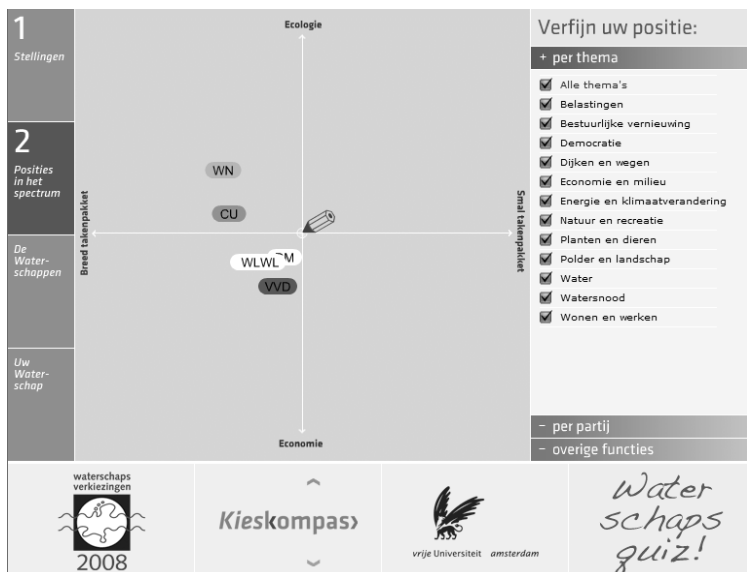 1
Stellingen
2
Posities
in het
spectrum
De
Water-
schappen
Uw
Water-
schap
Ecologie
Breed takenpakket
Smal takenpakket
Economie
WN
CU
WLWL
M
VVD
Verfijn uw positie:
+ per thema
Alle thema's
Belastingen
Bestuurlijke vernieuwing
Democratie
Dijken en wegen
Economie en milieu
Energie en klimaatverandering
Natuur en recreatie
Planten en dieren
Polder en landschap
Water
Watersnood
Wonen en werken
- per partij
- overige functies
waterschaps
verkiezingen
2008
Kieskompas
vrije Universiteit amsterdam
Water
schaps
quiz!